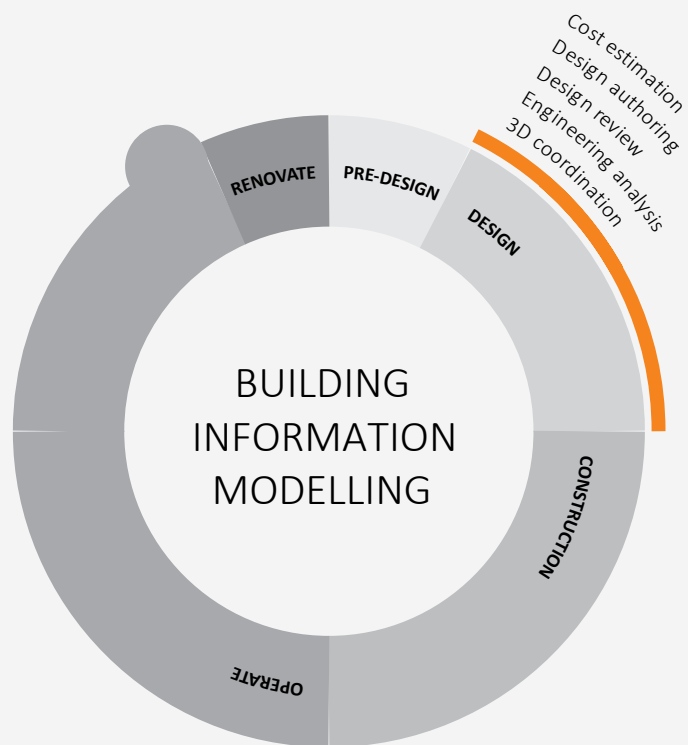 Cost estimation
Design authoring
Design review
Engineering analysis
3D coordination
RENOVATE
PRE-DESIGN
DESIGN
BUILDING
INFORMATION
MODELLING
CONSTRUCTION
OPERATE